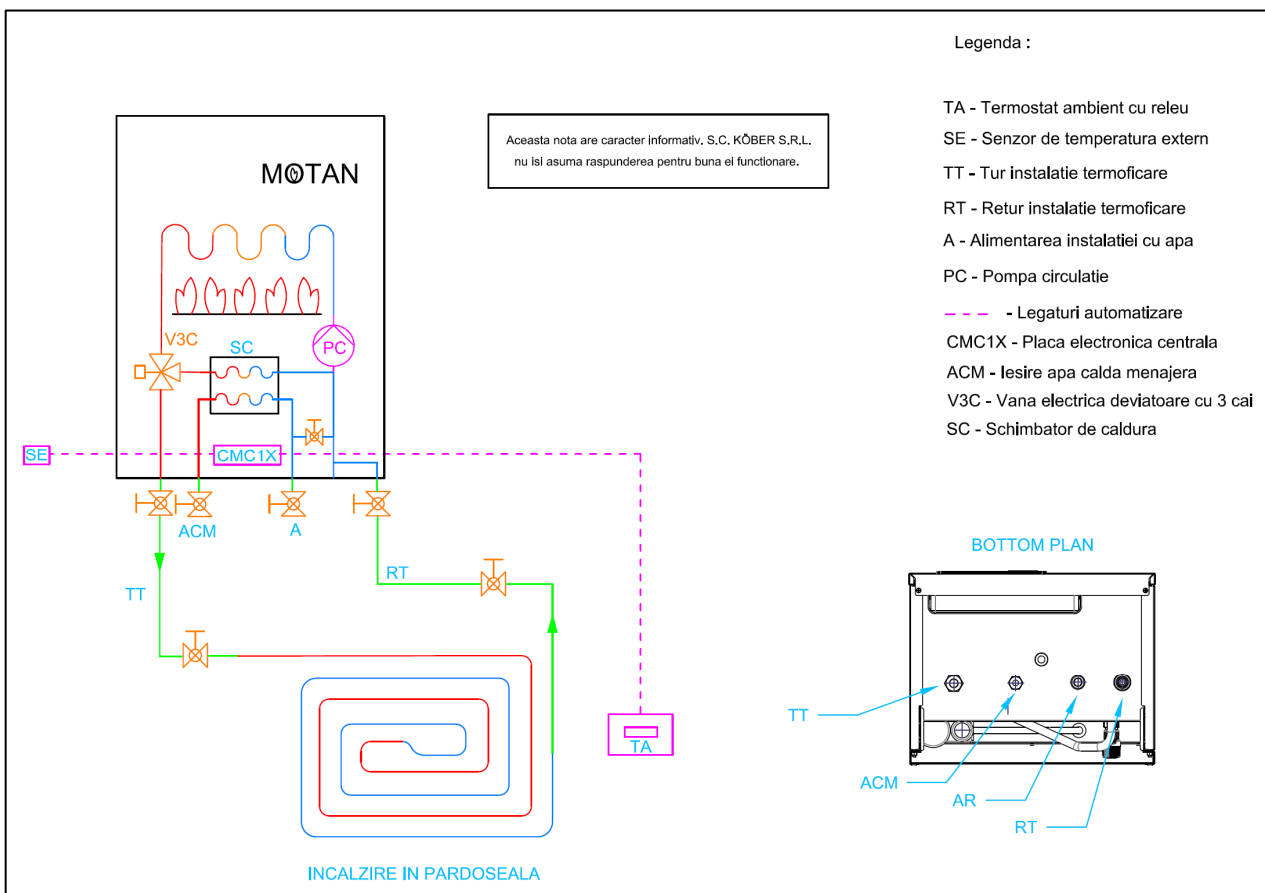 Legenda :
Aceasta nota are caracter informativ. S.C. KÖBER S.R.L.
nu isi asuma raspunderea pentru buna ei functionare.
MOTAN
TA - Termostat ambient cu releu
SE - Senzor de temperatura extern
TT - Tur instalatie termoficare
RT - Retur instalatie termoficare
A - Alimentarea instalatiei cu apa
PC - Pompa circulatie
- Legaturi automatizare
CMC1X - Placa electronica centrala
ACM - Iesire apa calda menajera
V3C - Vana electrica deviatoare cu 3 cai
SC - Schimbator de caldura
V3C
SC
PC
SE
CMC1X
ACM
A
TT
RT
TA
INCALZIRE IN PARDOSEALA
BOTTOM PLAN
TT
ACM
AR
RT